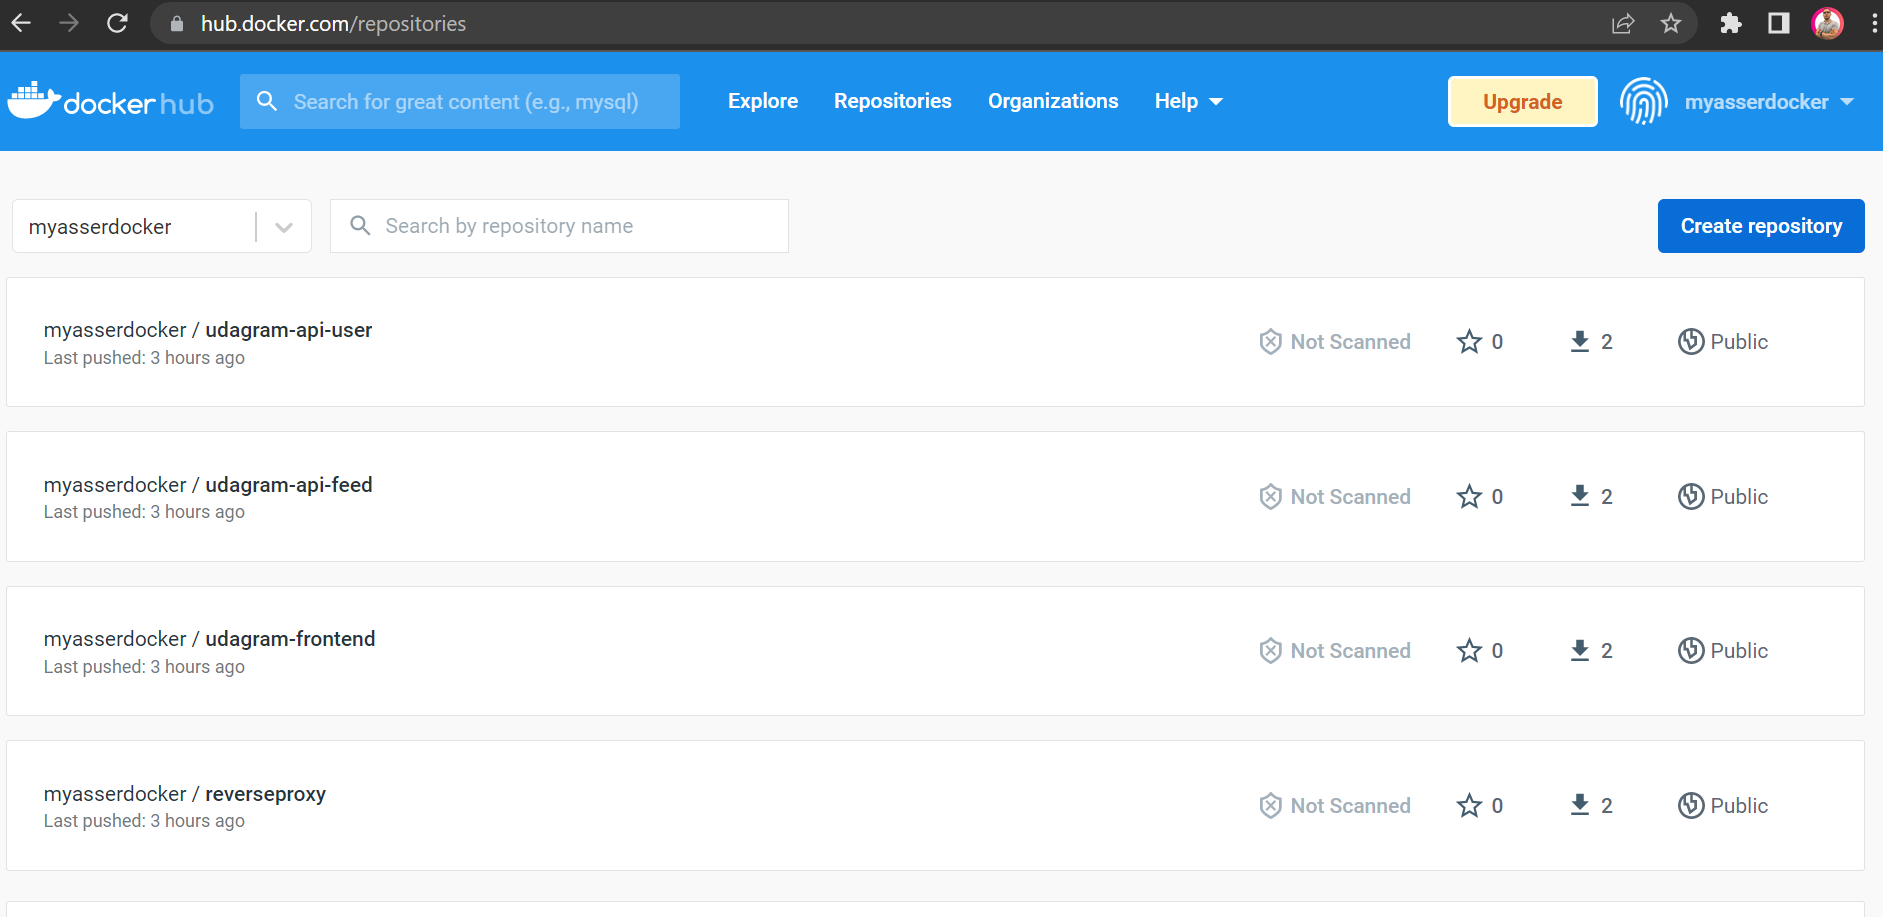 hub.docker.com/repositories
docker hub
Search for great content (e.g., mysql)
Explore
Repositories
Organizations
Help
Upgrade
myasserdocker
myasserdocker
Search by repository name
Create repository
myasserdocker / udagram-api-user
Last pushed: 3 hours ago
Not Scanned
0
2
Public
myasserdocker / udagram-api-feed
Last pushed: 3 hours ago
Not Scanned
0
2
Public
myasserdocker / udagram-frontend
Last pushed: 3 hours ago
Not Scanned
0
2
Public
myasserdocker / reverseproxy
Last pushed: 3 hours ago
Not Scanned
0
2
Public